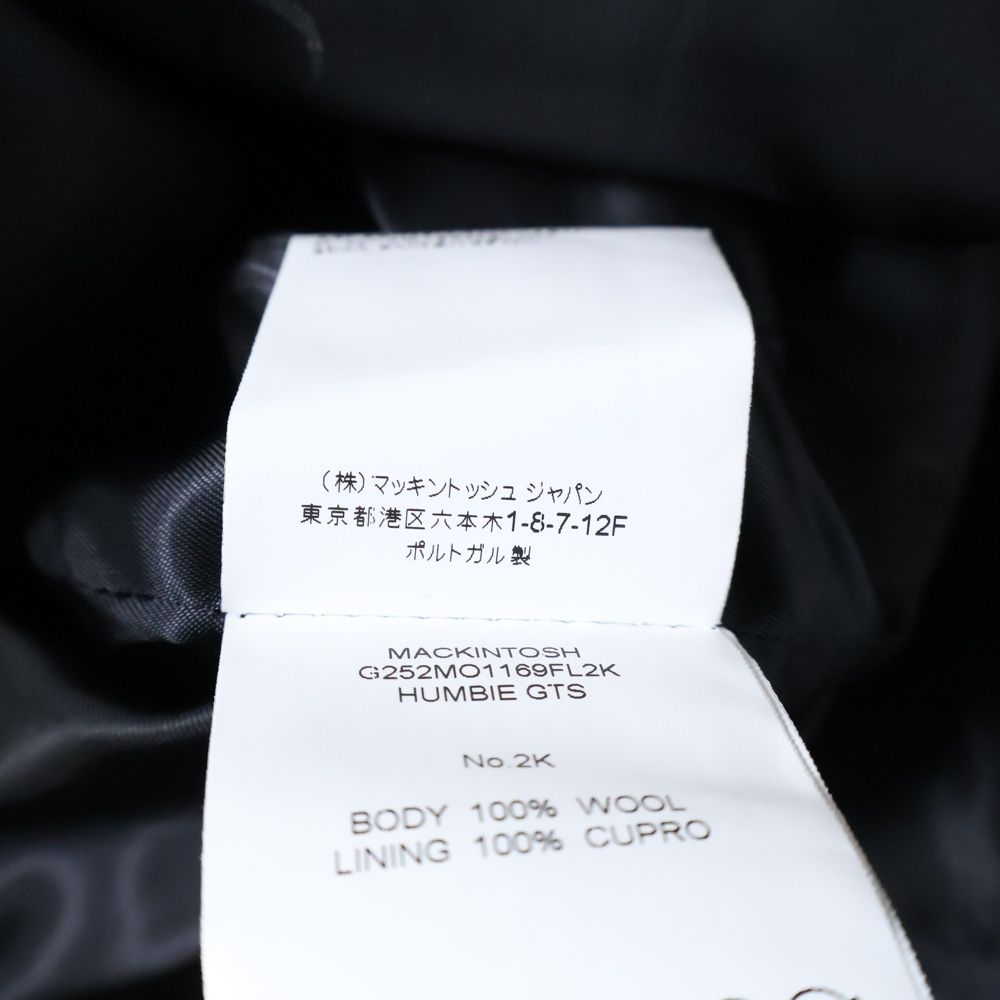 (株)マッキントッシュ ジャパン
東京都港区六本木1-8-7-12F
ポルトガル製
MACKINTOSH
G252MO1169FL2K
HUMBIE GTS
No.2K
BODY 100% WOOL
LINING 100% CUPRO